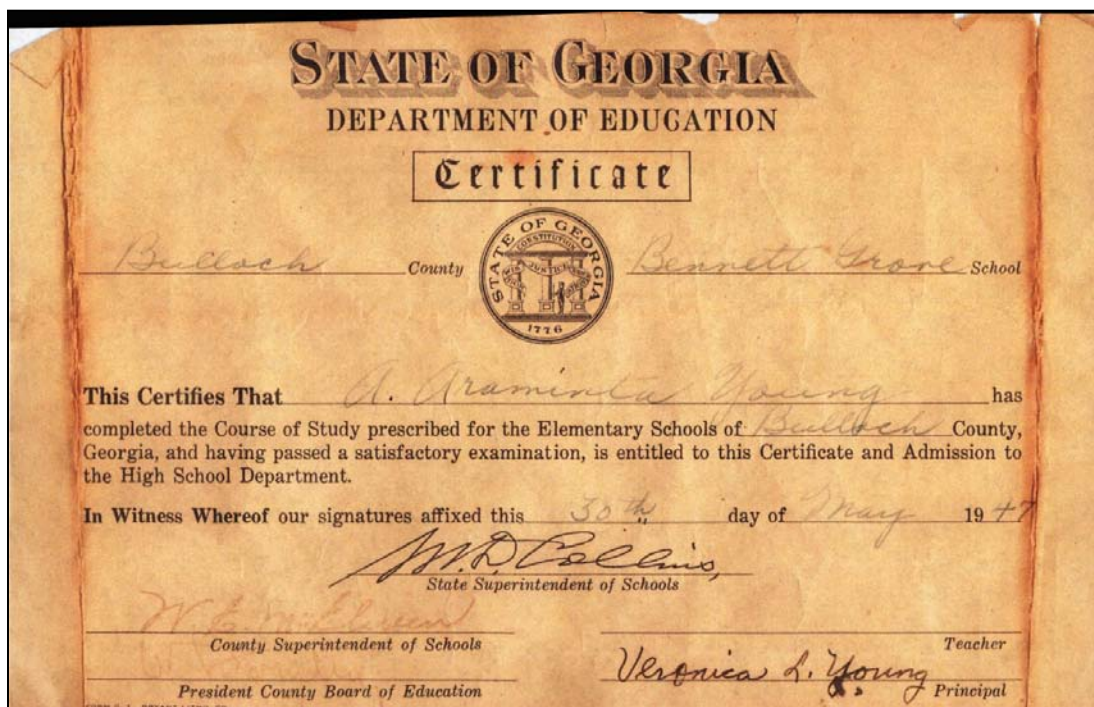 STATE OF GEORGIA
DEPARTMENT OF EDUCATION
Certificate
Bulloch County
STATE OF GEORGIA
CONSTITUTION
JUSTICE
1776
Bennett Grove School
This Certifies That A. Araminta Young has
completed the Course of Study prescribed for the Elementary Schools of Bulloch County,
Georgia, and having passed a satisfactory examination, is entitled to this Certificate and Admission to
the High School Department.
In Witness Whereof our signatures affixed this 30th day of May 1947
M. D. Collins,
State Superintendent of Schools
W. E. McElveen
County Superintendent of Schools
Teacher
Veronica L. Young
President County Board of Education
Principal